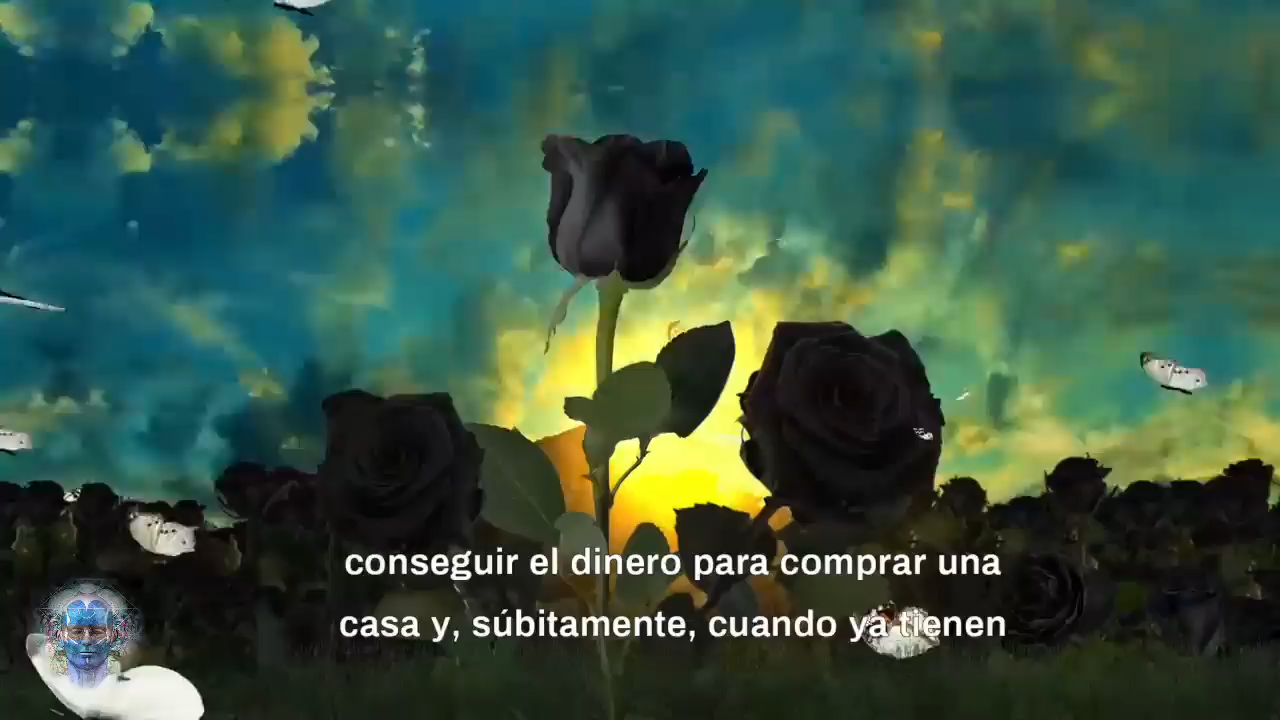 conseguir el dinero para comprar una
casa y, súbitamente, cuando ya tienen